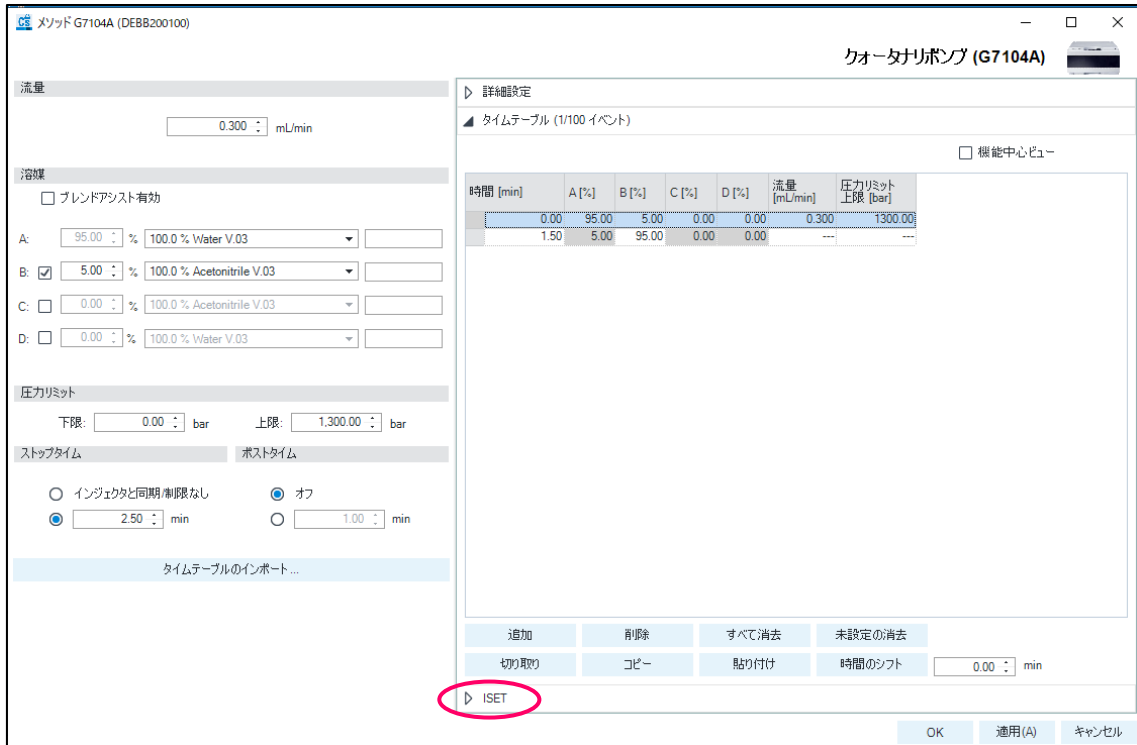 メソッド G7104A (DEBB200100)
クォータナリポンプ (G7104A)
流量
0.300 mL/min
溶媒
ブレンドアシスト有効
A: 95.00 % 100.0 % Water V.03
B: 5.00 % 100.0 % Acetonitrile V.03
C: 0.00 % 100.0 % Acetonitrile V.03
D: 0.00 % 100.0 % Water V.03
圧力リミット
下限: 0.00 bar 上限: 1,300.00 bar
ストップタイム ポストタイム
インジェクタと同期/制限なし オフ
2.50 min 1.00 min
タイムテーブルのインポート...
詳細設定
タイムテーブル (1/100 イベント)
機能中心ビュー
時間 [min] A [%] B [%] C [%] D [%] 流量 [mL/min] 圧力リミット 上限 [bar]
0.00 95.00 5.00 0.00 0.00 0.300 1300.00
1.50 5.00 95.00 0.00 0.00 --- ---
追加 削除 すべて消去 未設定の消去
切り取り コピー 貼り付け 時間のシフト 0.00 min
ISET
OK 適用(A) キャンセル